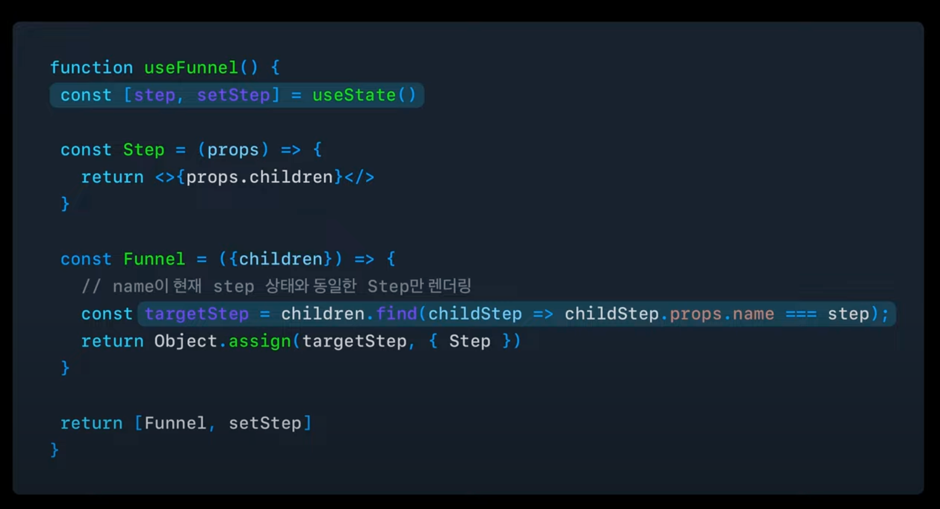 function useFunnel() {
const [step, setStep] = useState()
const Step = (props) => {
return <>{props.children}</>
}
const Funnel = ({children}) => {
// name이 현재 step 상태와 동일한 Step만 렌더링
const targetStep = children.find(childStep => childStep.props.name === step);
return Object.assign(targetStep, { Step })
}
return [Funnel, setStep]
}